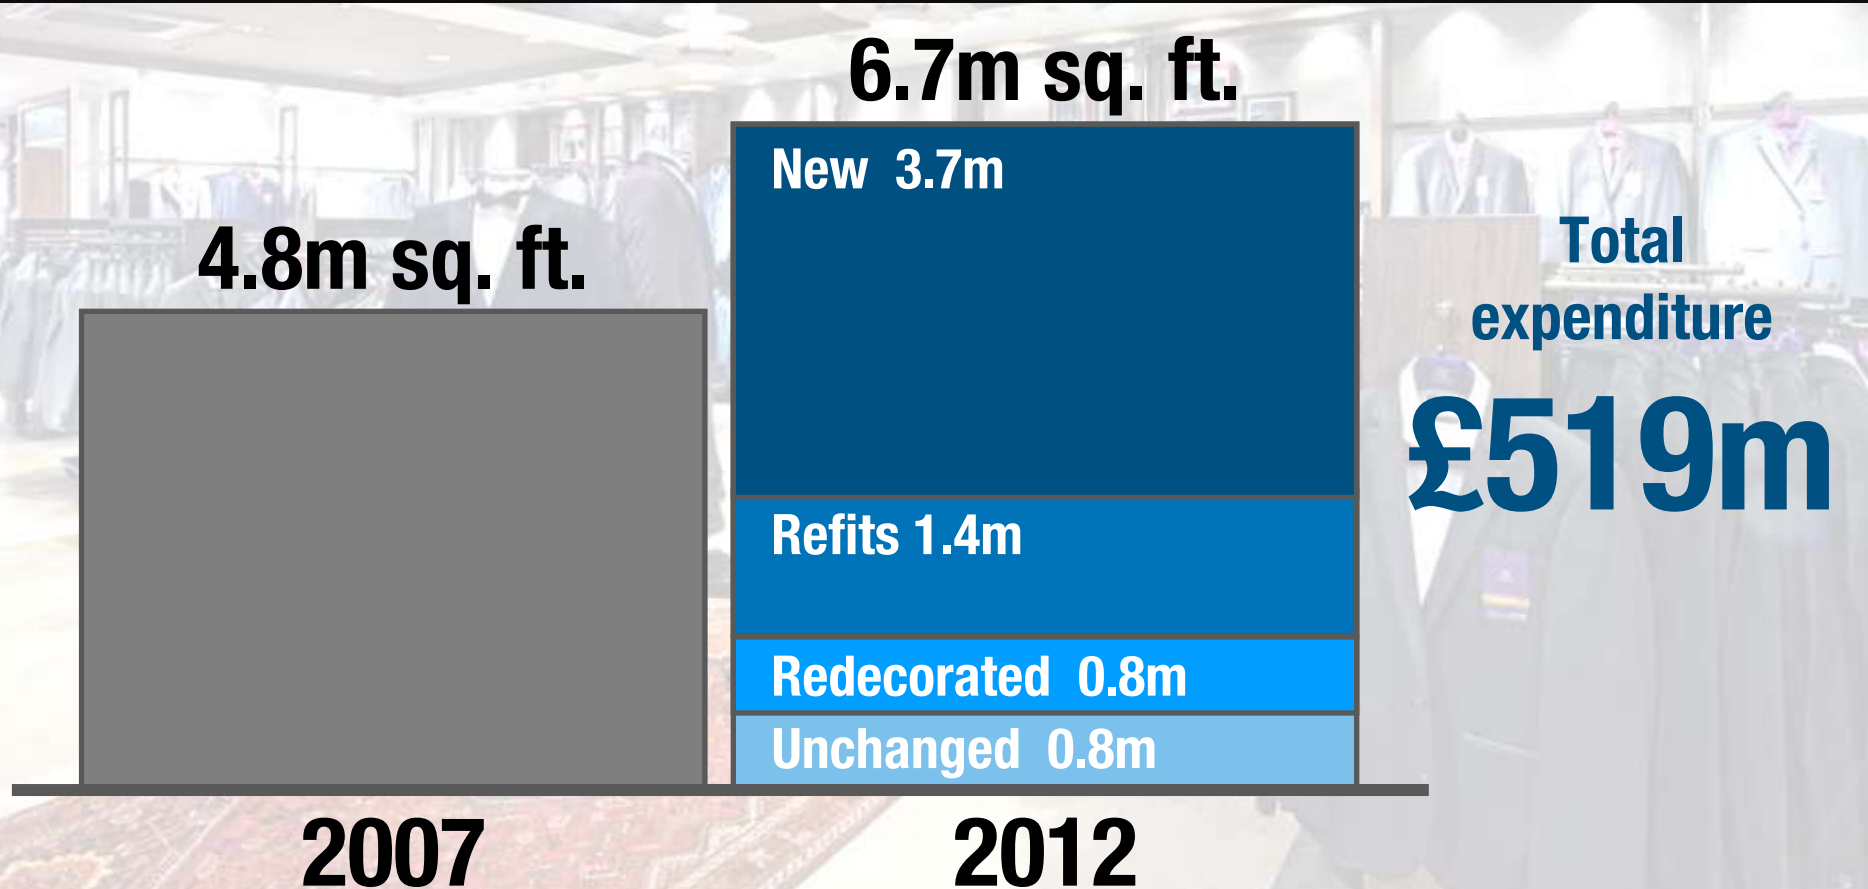 6.7m sq. ft.
New 3.7m
4.8m sq. ft.
Total
expenditure
£519m
Refits 1.4m
Redecorated 0.8m
Unchanged 0.8m
2007
2012